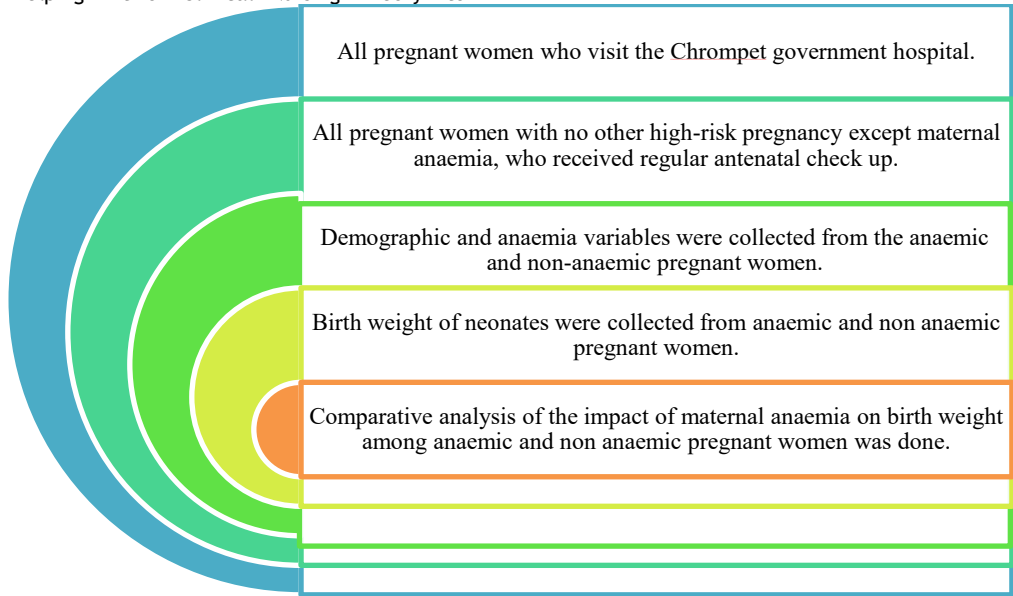 All pregnant women who visit the Chrompet government hospital.
All pregnant women with no other high-risk pregnancy except maternal
anaemia, who received regular antenatal check up.
Demographic and anaemia variables were collected from the anaemic
and non-anaemic pregnant women.
Birth weight of neonates were collected from anaemic and non anaemic
pregnant women.
Comparative analysis of the impact of maternal anaemia on birth weight
among anaemic and non anaemic pregnant women was done.